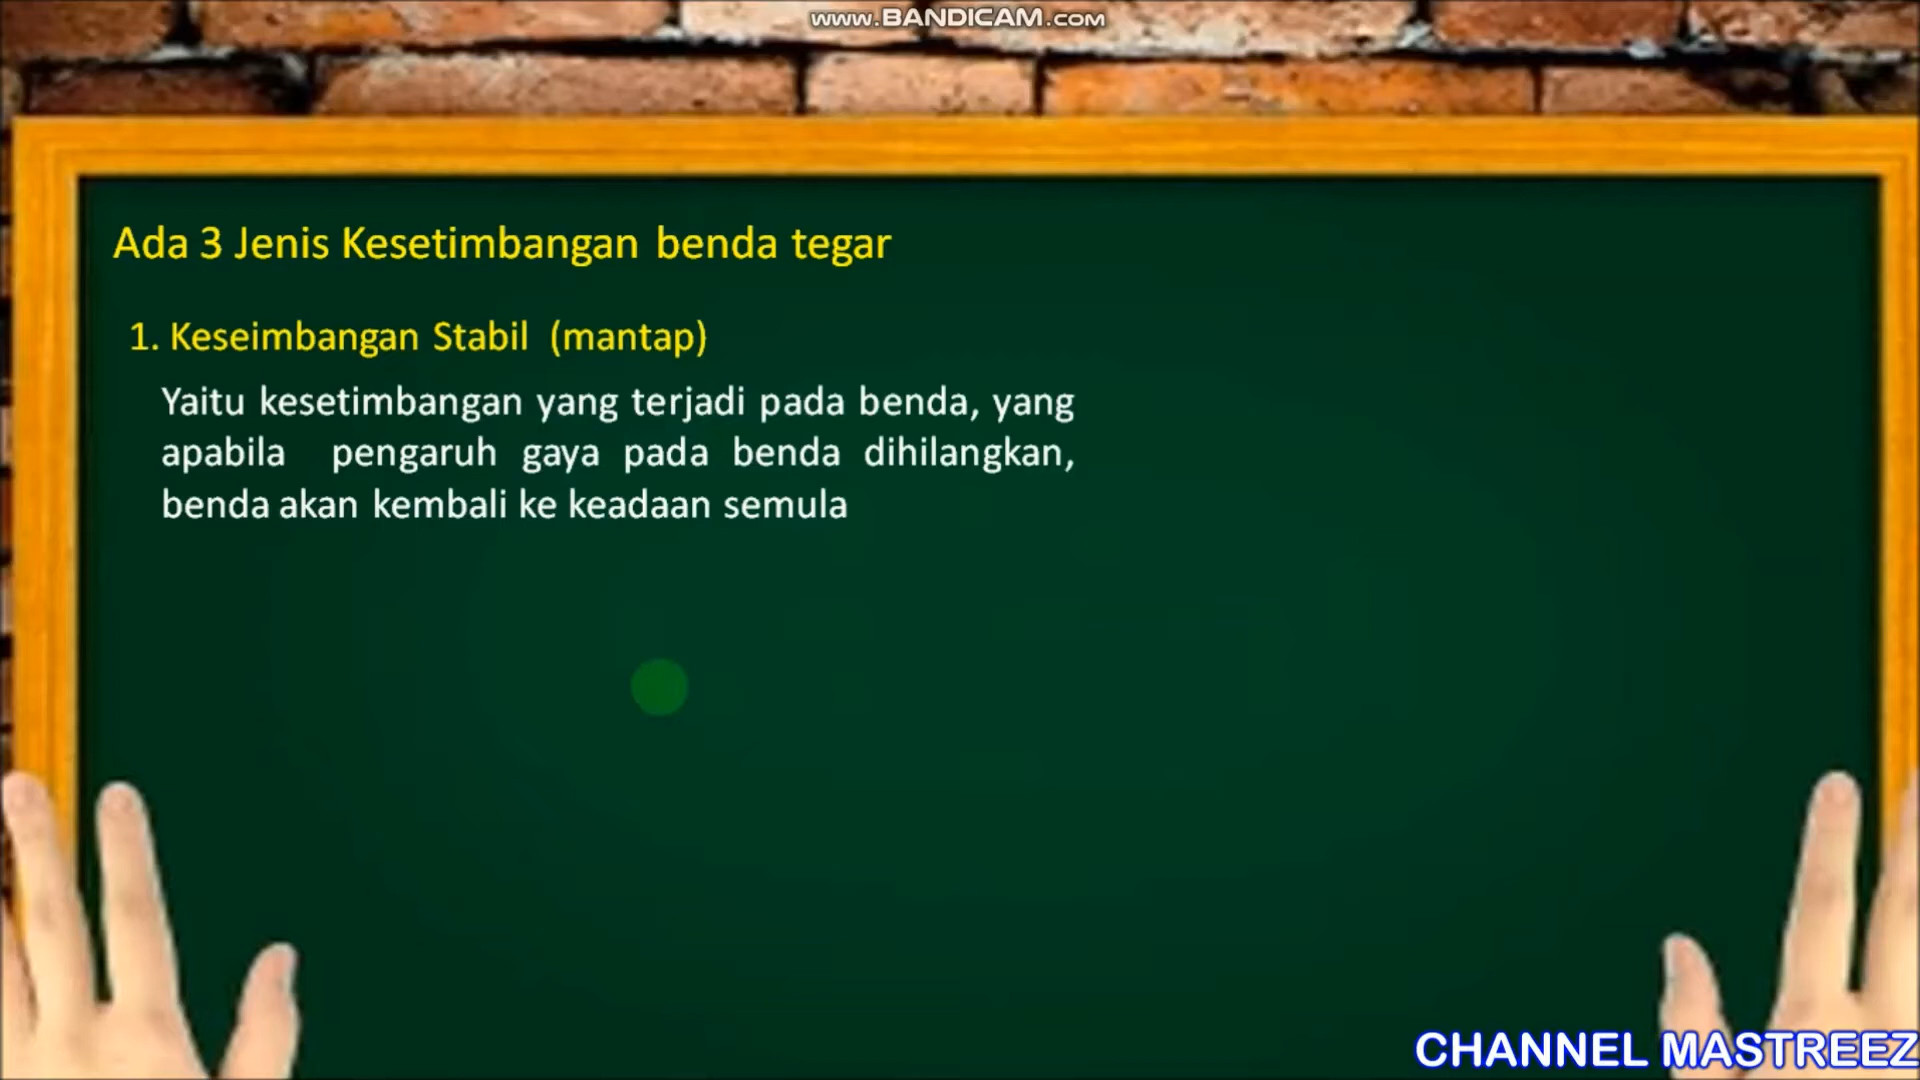 www.BANDICAM.com
Ada 3 Jenis Kesetimbangan benda tegar
1. Keseimbangan Stabil (mantap)
Yaitu kesetimbangan yang terjadi pada benda, yang
apabila pengaruh gaya pada benda dihilangkan,
benda akan kembali ke keadaan semula
CHANNEL MASTREEZ